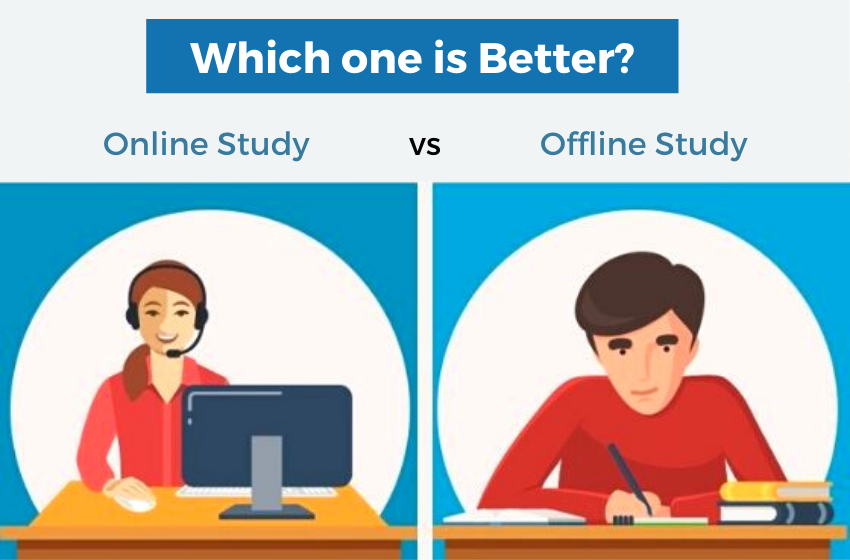 Which one is Better?
Online Study vs Offline Study